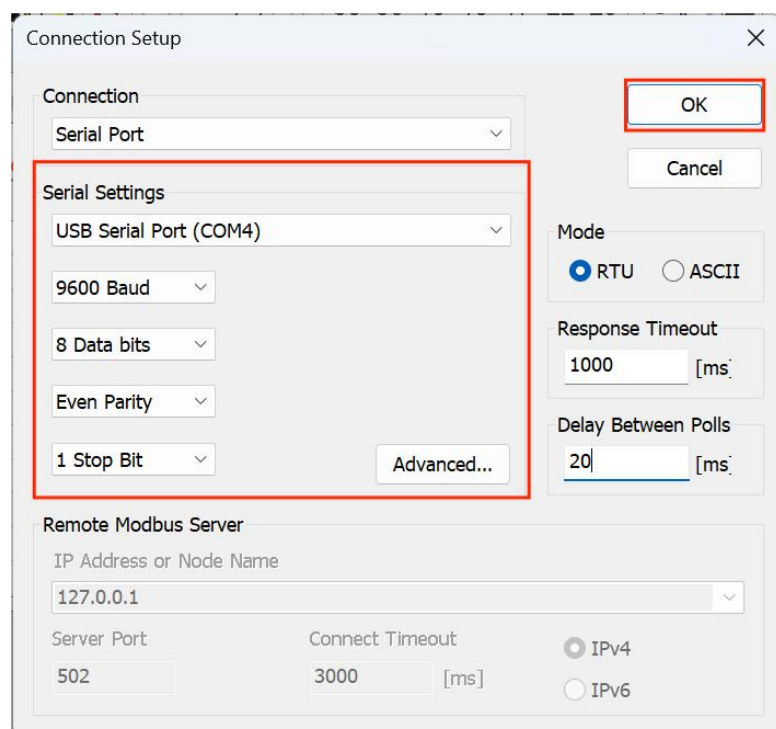 Connection Setup
Connection
Serial Port
OK
Cancel
Serial Settings
USB Serial Port (COM4)
9600 Baud
8 Data bits
Even Parity
1 Stop Bit
Advanced...
Mode
RTU
ASCII
Response Timeout
1000
[ms]
Delay Between Polls
20
[ms]
Remote Modbus Server
IP Address or Node Name
127.0.0.1
Server Port
Connect Timeout
502
3000
[ms]
IPv4
IPv6